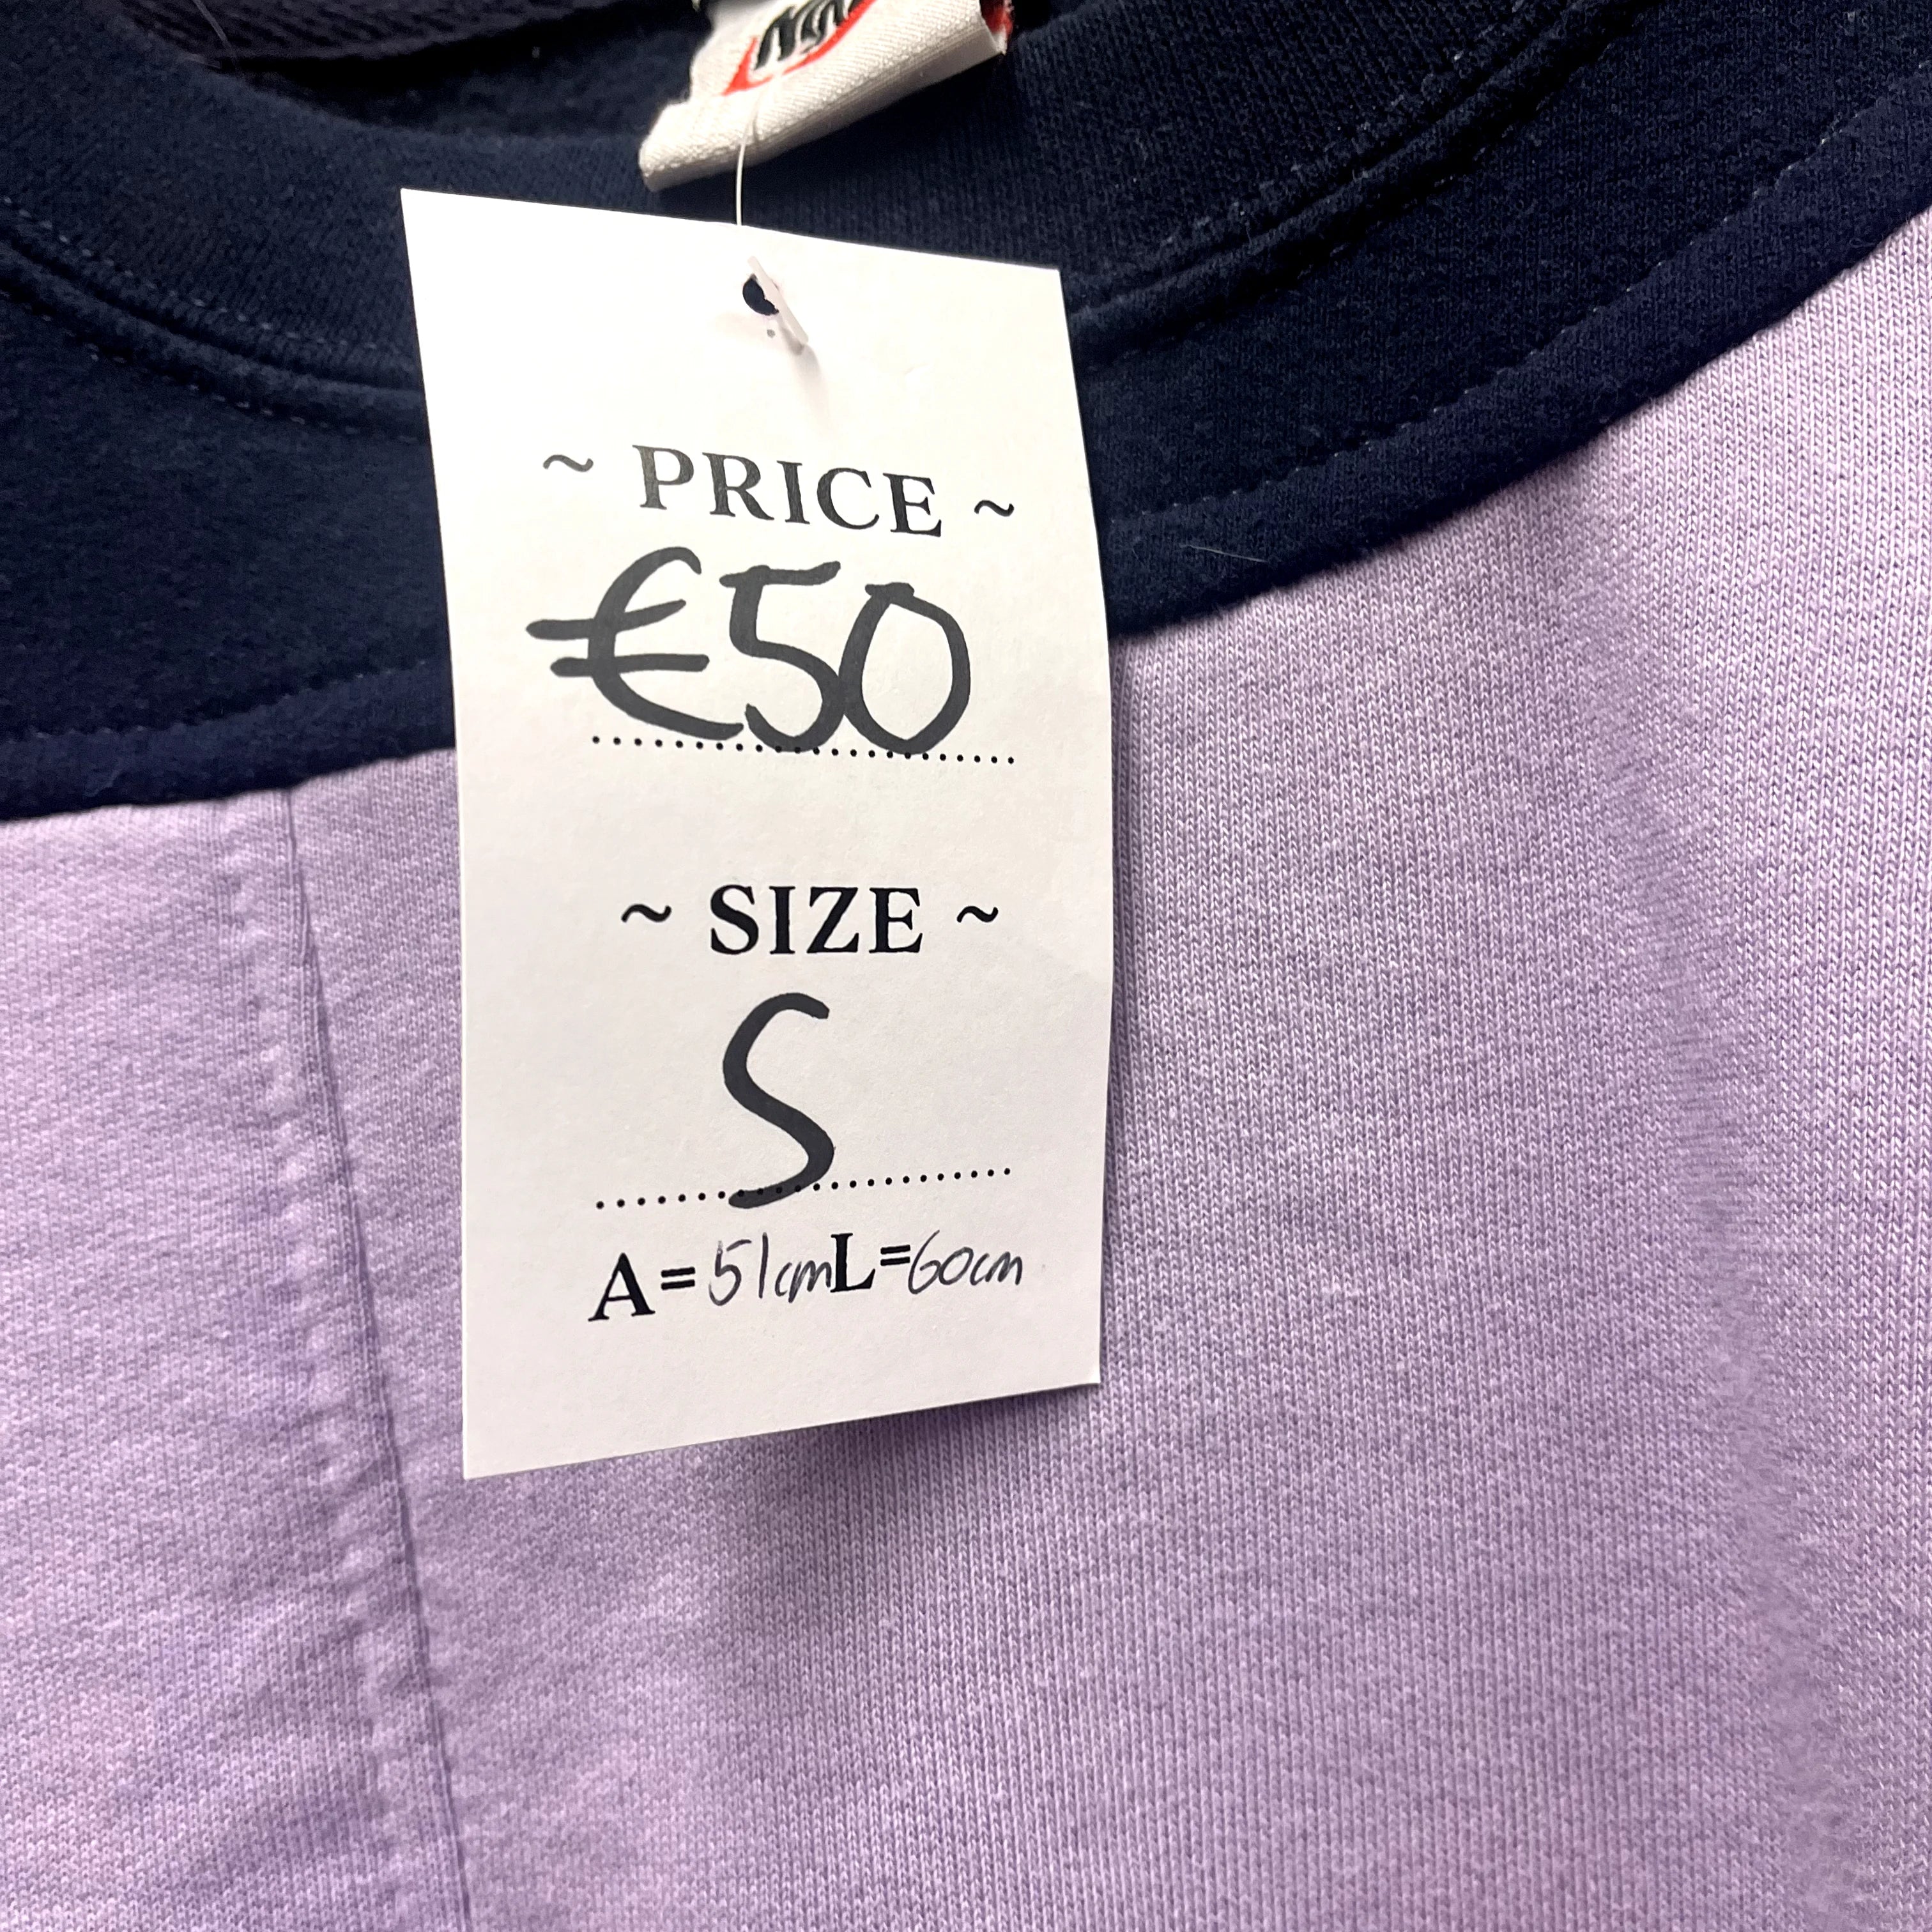 ~ PRICE ~
€50
~ SIZE ~
S
A=51cm L=60cm